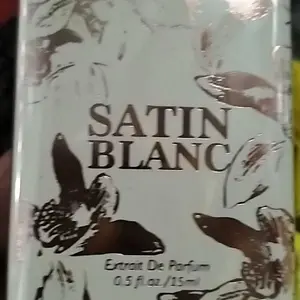 SATIN
BLANC
Extrait De Parfum
0.5 fl.oz./15ml